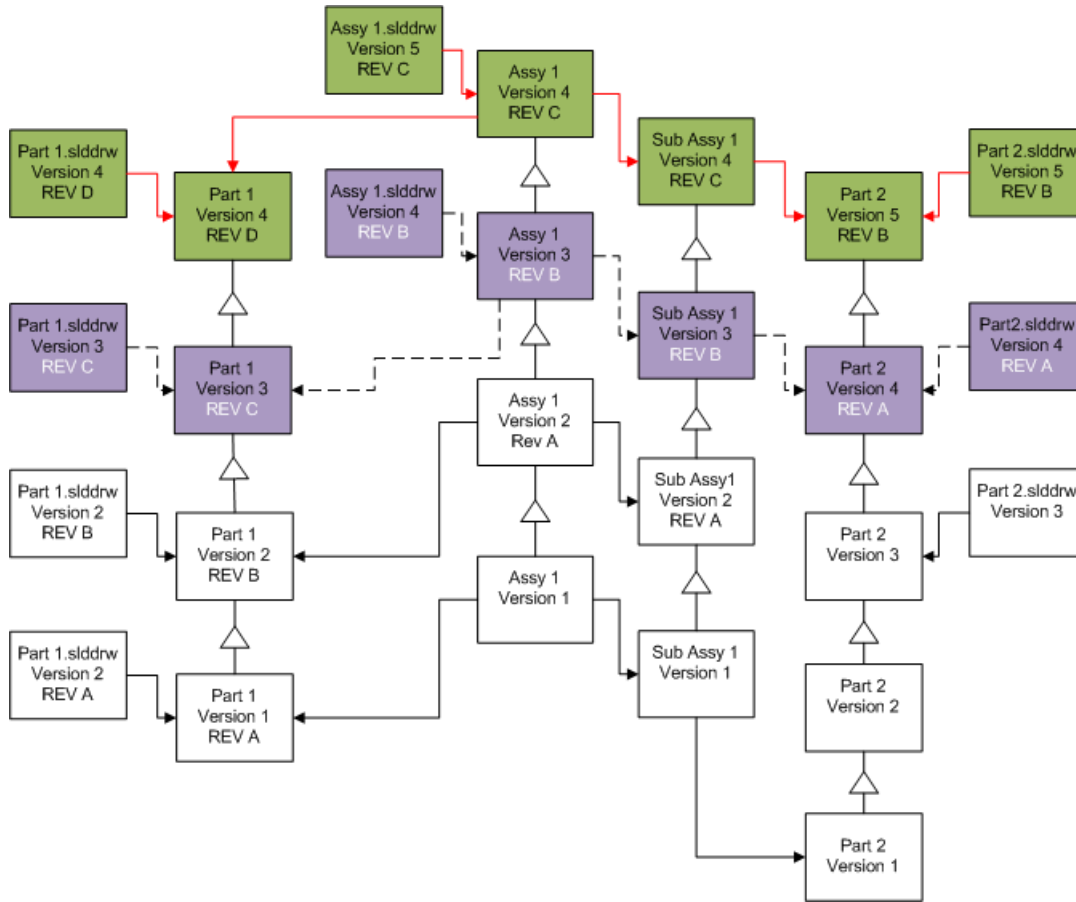 Assy 1.slddrw
Version 5
REV C
Assy 1
Version 4
REV C
Part 1.slddrw
Version 4
REV D
Part 1
Version 4
REV D
Sub Assy 1
Version 4
REV C
Part 2
Version 5
REV B
Part 2.slddrw
Version 5
REV B
Assy 1.slddrw
Version 4
REV B
Assy 1
Version 3
REV B
Part 1.slddrw
Version 3
REV C
Part 1
Version 3
REV C
Sub Assy 1
Version 3
REV B
Part 2
Version 4
REV A
Part2.slddrw
Version 4
REV A
Assy 1
Version 2
Rev A
Part 1.slddrw
Version 2
REV B
Part 1
Version 2
REV B
Sub Assy1
Version 2
REV A
Part 2
Version 3
Part 2.slddrw
Version 3
Assy 1
Version 1
Part 1.slddrw
Version 2
REV A
Part 1
Version 1
REV A
Sub Assy 1
Version 1
Part 2
Version 2
Part 2
Version 1